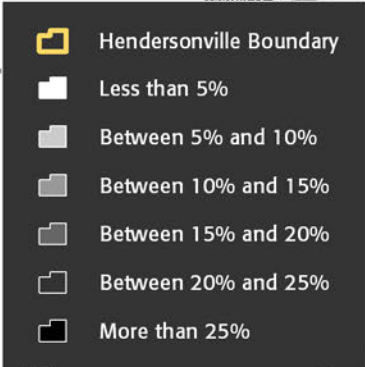 Hendersonville Boundary
Less than 5%
Between 5% and 10%
Between 10% and 15%
Between 15% and 20%
Between 20% and 25%
More than 25%